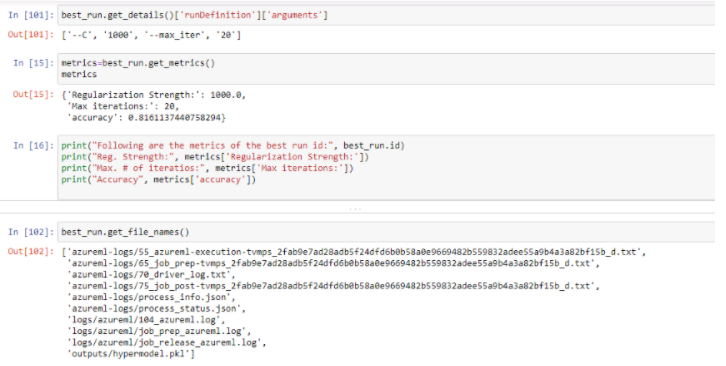 In [101]: best_run.get_details()['runDefinition']['arguments']
Out[101]: ['--C', '1000', '--max_iter', '20']
In [15]: metrics=best_run.get_metrics()
metrics
Out[15]: {'Regularization Strength:': 1000.0,
'Max iterations:': 20,
'accuracy': 0.8161137440758294}
In [16]: print("Following are the metrics of the best run id:", best_run.id)
print("Reg. Strength:", metrics['Regularization Strength:'])
print("Max. # of iteratios:", metrics['Max iterations:'])
print("Accuracy", metrics['accuracy'])
...
In [102]: best_run.get_file_names()
Out[102]: ['azureml-logs/55_azureml-execution-tvmps_2fab9e7ad28adb5f24dfd6b0b58a0e9669482b559832adee55a9b4a3a82bf15b_d.txt',
'azureml-logs/65_job_prep-tvmps_2fab9e7ad28adb5f24dfd6b0b58a0e9669482b559832adee55a9b4a3a82bf15b_d.txt',
'azureml-logs/70_driver_log.txt',
'azureml-logs/75_job_post-tvmps_2fab9e7ad28adb5f24dfd6b0b58a0e9669482b559832adee55a9b4a3a82bf15b_d.txt',
'azureml-logs/process_info.json',
'azureml-logs/process_status.json',
'logs/azureml/104_azureml.log',
'logs/azureml/job_prep_azureml.log',
'logs/azureml/job_release_azureml.log',
'outputs/hypermodel.pkl']